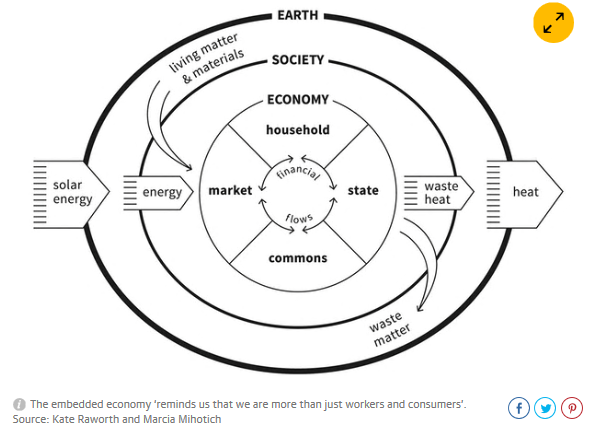 EARTH
living matter
& materials
SOCIETY
ECONOMY
household
solar
energy
energy
market
financial
flows
state
waste
heat
heat
commons
waste
matter
The embedded economy 'reminds us that we are more than just workers and consumers'.
Source: Kate Raworth and Marcia Mihotich